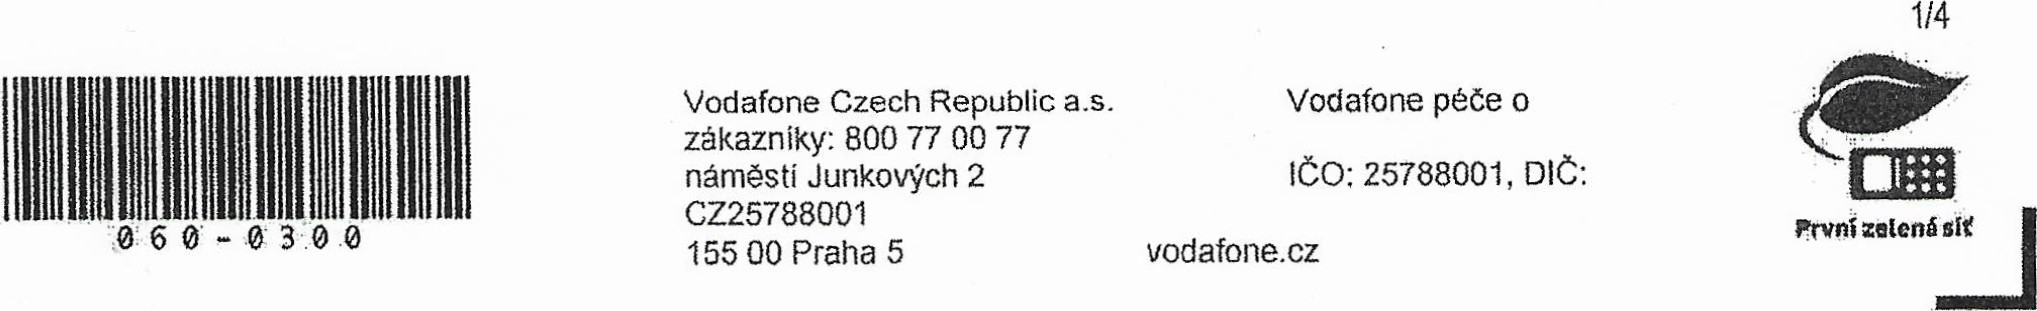 1/4
Vodafone Czech Republic a.s. Vodafone péče o
zákazníky: 800 77 00 77
náměstí Junkových 2 IČO: 25788001, DIČ:
CZ25788001
155 00 Praha 5 vodafone.cz
060-0300
První zelená síť